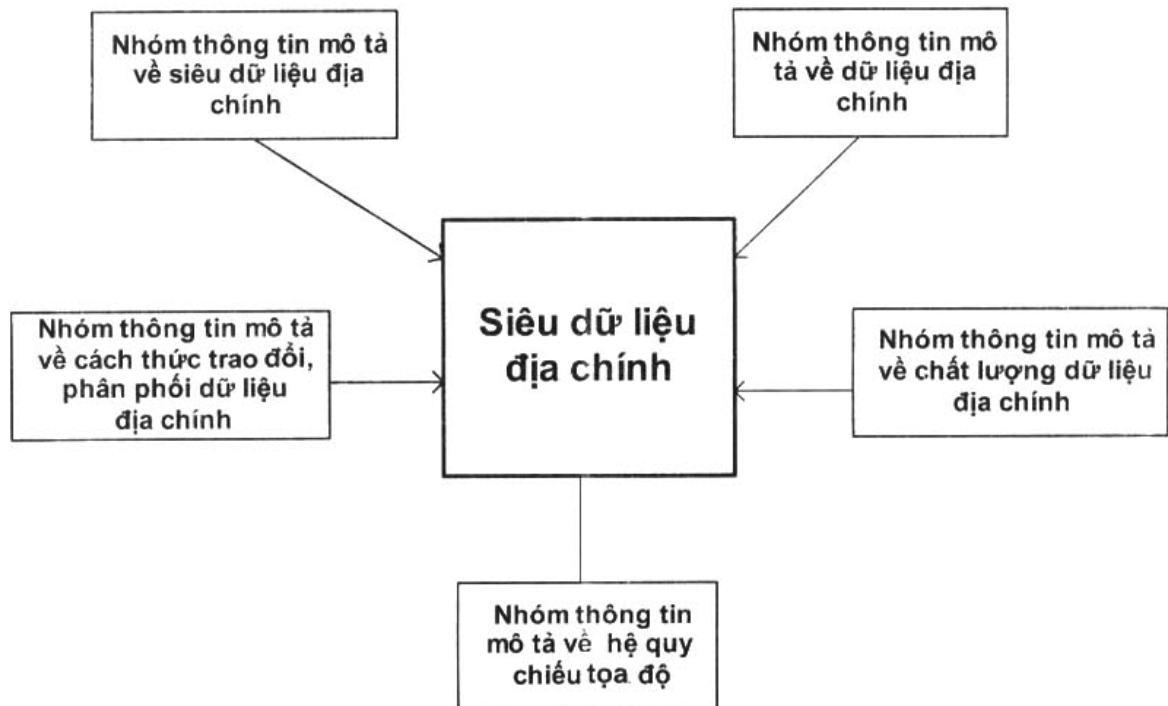 Nhóm thông tin mô tả
về siêu dữ liệu địa
chính
Nhóm thông tin mô
tả về dữ liệu địa
chính
Siêu dữ liệu
địa chính
Nhóm thông tin mô tả
về cách thức trao đổi,
phân phối dữ liệu
địa chính
Nhóm thông tin mô tả
về chất lượng dữ liệu
địa chính
Nhóm thông tin
mô tả về hệ quy
chiếu tọa độ